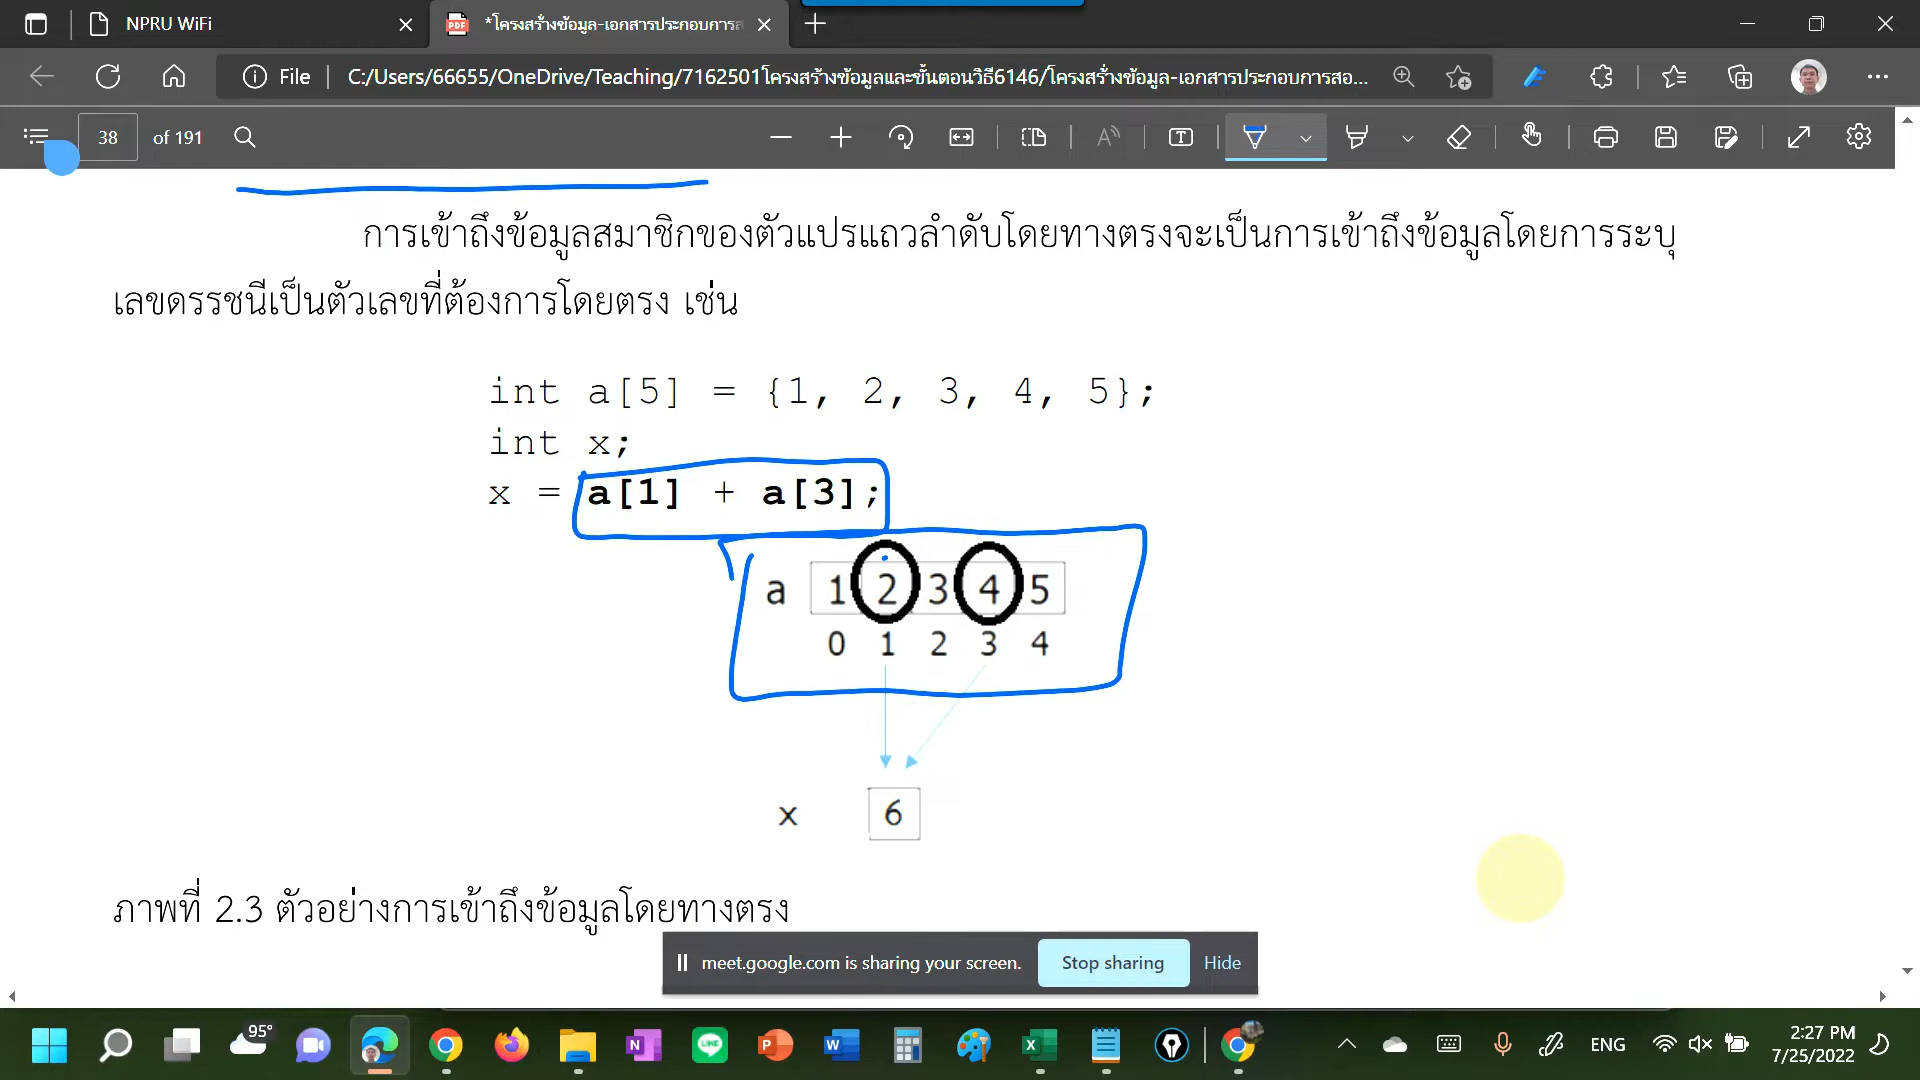 NPRU WiFi
*โครงสร้างข้อมูล-เอกสารประกอบการส
File
C:/Users/66655/OneDrive/Teaching/7162501โครงสร้างข้อมูลและขั้นตอนวิธี6146/โครงสร้างข้อมูล-เอกสารประกอบการสอ...
38 of 191
การเข้าถึงข้อมูลสมาชิกของตัวแปรแถวลำดับโดยทางตรงจะเป็นการเข้าถึงข้อมูลโดยการระบุ
เลขดรรชนีเป็นตัวเลขที่ต้องการโดยตรง เช่น
int a[5] = {1, 2, 3, 4, 5};
int x;
x = a[1] + a[3];
a 1 2 3 4 5
0 1 2 3 4
x 6
ภาพที่ 2.3 ตัวอย่างการเข้าถึงข้อมูลโดยทางตรง
meet.google.com is sharing your screen. Stop sharing Hide
95°
ENG
2:27 PM
7/25/2022